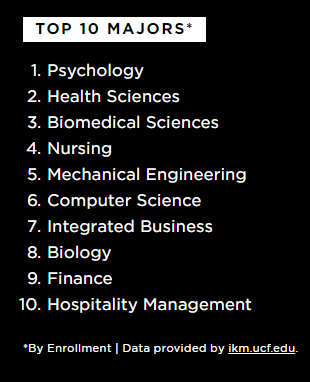 TOP 10 MAJORS*
1. Psychology
2. Health Sciences
3. Biomedical Sciences
4. Nursing
5. Mechanical Engineering
6. Computer Science
7. Integrated Business
8. Biology
9. Finance
10. Hospitality Management
*By Enrollment | Data provided by ikm.ucf.edu.